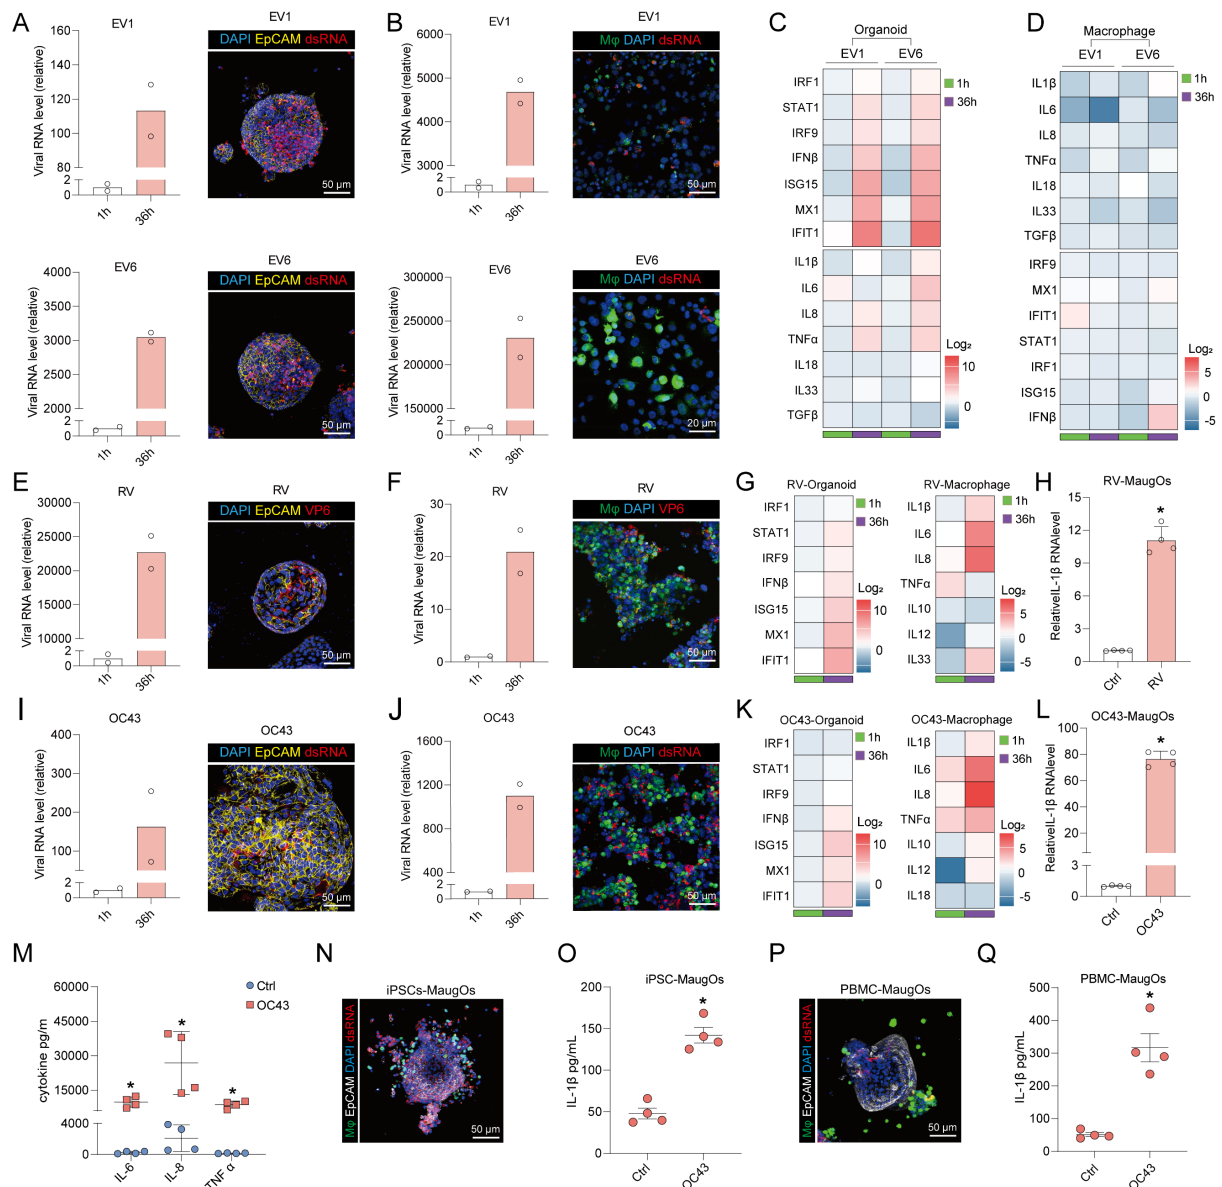 A
EV1
Viral RNA level (relative)
160
140
120
100
80
2
0
1h
36h
EV1
DAPI EpCAM dsRNA
50 µm
B
EV1
Viral RNA level (relative)
6000
5000
4000
3000
2
0
1h
36h
EV1
Mφ DAPI dsRNA
50 µm
C
Organoid
EV1
EV6
IRF1
STAT1
IRF9
IFNβ
ISG15
MX1
IFIT1
IL1β
IL6
IL8
TNFα
IL18
IL33
TGFβ
1h
36h
Log₂
10
5
0
D
Macrophage
EV1
EV6
IL1β
IL6
IL8
TNFα
IL18
IL33
TGFβ
IRF9
MX1
IFIT1
STAT1
IRF1
ISG15
IFNβ
1h
36h
Log₂
5
0
-5
EV6
Viral RNA level (relative)
4000
3500
3000
2500
2000
2
0
1h
36h
EV6
DAPI EpCAM dsRNA
50 µm
EV6
Viral RNA level (relative)
300000
250000
200000
150000
2
0
1h
36h
EV6
Mφ DAPI dsRNA
20 µm
E
RV
Viral RNA level (relative)
30000
25000
20000
15000
10000
2
1
0
1h
36h
RV
DAPI EpCAM VP6
50 µm
F
RV
Viral RNA level (relative)
30
20
10
0
1h
36h
RV
Mφ DAPI VP6
50 µm
G
RV-Organoid
IRF1
STAT1
IRF9
IFNβ
ISG15
MX1
IFIT1
Log₂
10
5
0
RV-Macrophage
IL1β
IL6
IL8
TNFα
IL10
IL12
IL33
1h
36h
Log₂
5
0
-5
H
RV-MaugOs
RelativeIL-1β RNAlevel
15
12
9
6
3
1
0
*
Ctrl
RV
I
OC43
Viral RNA level (relative)
400
300
200
100
2
0
1h
36h
OC43
DAPI EpCAM dsRNA
50 µm
J
OC43
Viral RNA level (relative)
1600
1200
800
400
2
0
1h
36h
OC43
Mφ DAPI dsRNA
50 µm
K
OC43-Organoid
IRF1
STAT1
IRF9
IFNβ
ISG15
MX1
IFIT1
1h
36h
Log₂
10
5
0
OC43-Macrophage
IL1β
IL6
IL8
TNFα
IL10
IL12
IL18
1h
36h
Log₂
5
0
-5
L
OC43-MaugOs
RelativeIL-1β RNAlevel
100
80
60
40
20
3
0
*
Ctrl
OC43
M
cytokine pg/m
60000
45000
30000
15000
4000
0
Ctrl
OC43
*
*
*
IL-6
IL-8
TNF α
N
iPSCs-MaugOs
Mφ EpCAM DAPI dsRNA
50 µm
O
iPSC-MaugOs
IL-1β pg/mL
200
150
100
50
0
*
Ctrl
OC43
P
PBMC-MaugOs
Mφ EpCAM DAPI dsRNA
50 µm
Q
PBMC-MaugOs
IL-1β pg/mL
500
400
300
200
100
0
*
Ctrl
OC43